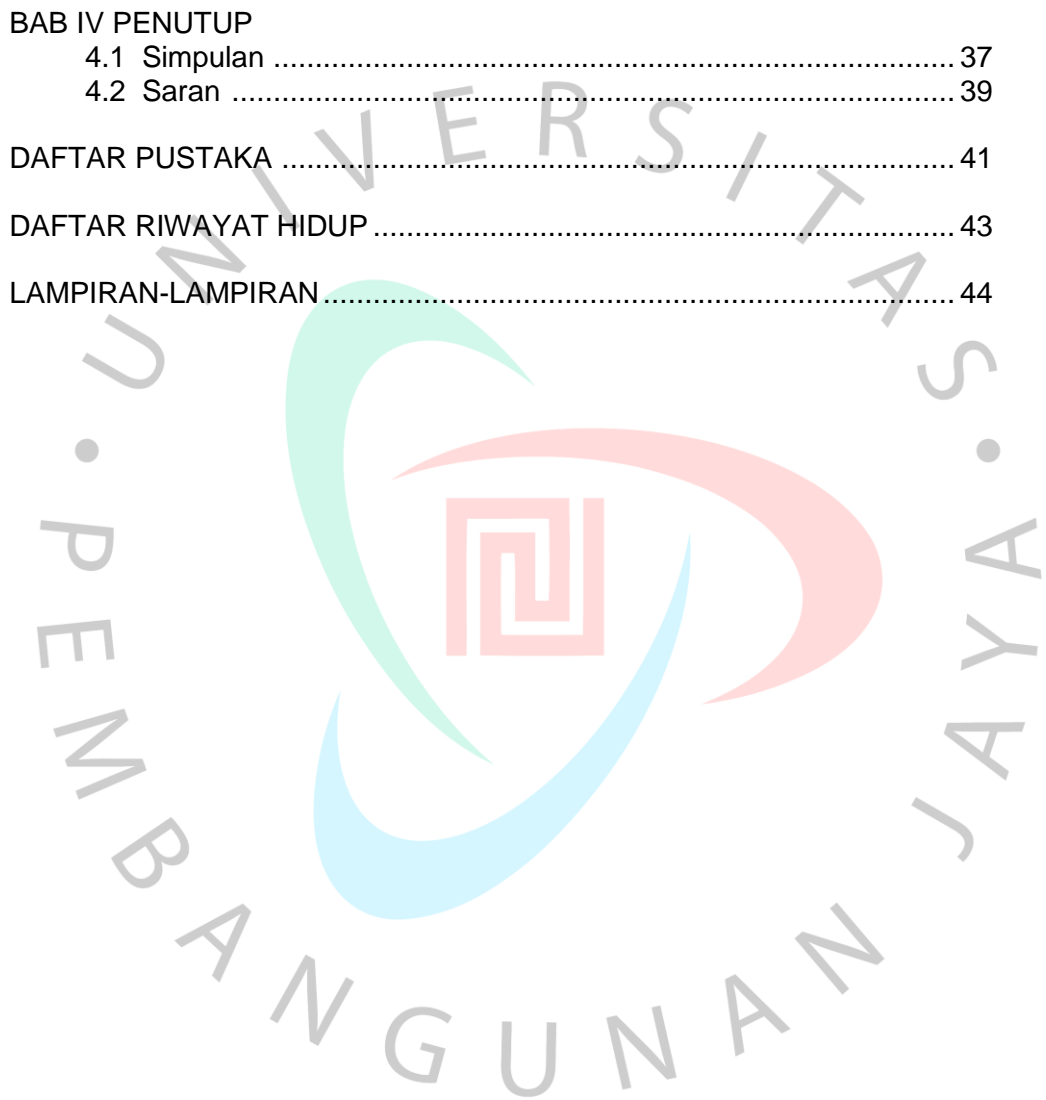 BAB IV PENUTUP
4.1 Simpulan .................................................................................. 37
4.2 Saran ....................................................................................... 39
DAFTAR PUSTAKA ................................................................................. 41
DAFTAR RIWAYAT HIDUP ...................................................................... 43
LAMPIRAN-LAMPIRAN ............................................................................ 44
UNIVERSITAS
• PEMBANGUNAN JAYA •